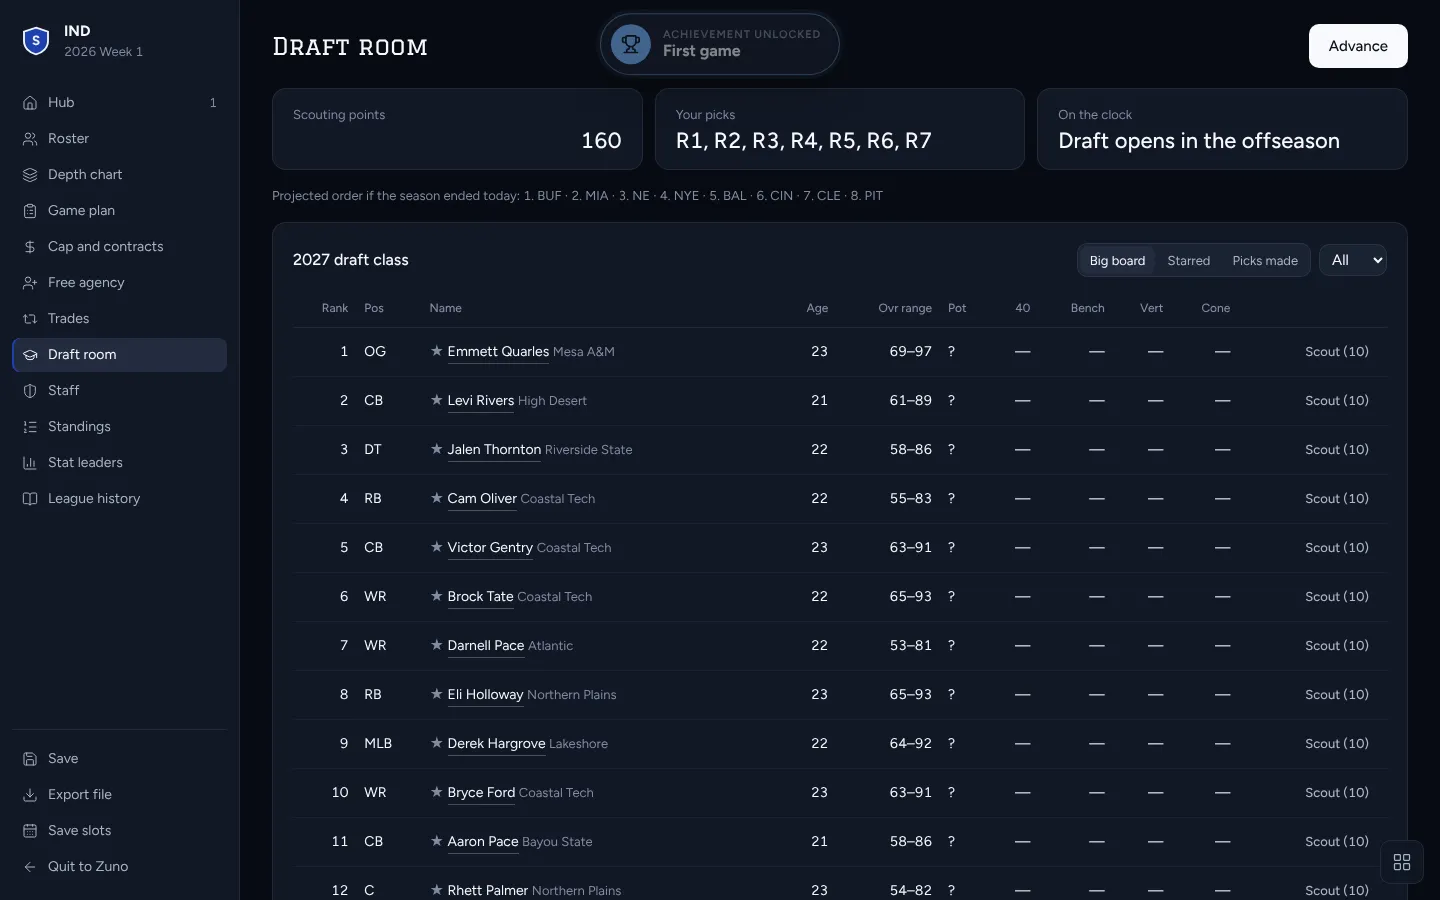 S
IND
2026 Week 1
Hub 1
Roster
Depth chart
Game plan
Cap and contracts
Free agency
Trades
Draft room
Staff
Standings
Stat leaders
League history
Save
Export file
Save slots
Quit to Zuno
Draft room
ACHIEVEMENT UNLOCKED
First game
Advance
Scouting points
160
Your picks
R1, R2, R3, R4, R5, R6, R7
On the clock
Draft opens in the offseason
Projected order if the season ended today: 1. BUF · 2. MIA · 3. NE · 4. NYE · 5. BAL · 6. CIN · 7. CLE · 8. PIT
2027 draft class
Big board Starred Picks made All
Rank Pos Name Age Ovr range Pot 40 Bench Vert Cone
1 OG ★ Emmett Quarles Mesa A&M 23 69–97 ? — — — — Scout (10)
2 CB ★ Levi Rivers High Desert 21 61–89 ? — — — — Scout (10)
3 DT ★ Jalen Thornton Riverside State 22 58–86 ? — — — — Scout (10)
4 RB ★ Cam Oliver Coastal Tech 22 55–83 ? — — — — Scout (10)
5 CB ★ Victor Gentry Coastal Tech 23 63–91 ? — — — — Scout (10)
6 WR ★ Brock Tate Coastal Tech 22 65–93 ? — — — — Scout (10)
7 WR ★ Darnell Pace Atlantic 22 53–81 ? — — — — Scout (10)
8 RB ★ Eli Holloway Northern Plains 23 65–93 ? — — — — Scout (10)
9 MLB ★ Derek Hargrove Lakeshore 22 64–92 ? — — — — Scout (10)
10 WR ★ Bryce Ford Coastal Tech 23 63–91 ? — — — — Scout (10)
11 CB ★ Aaron Pace Bayou State 21 58–86 ? — — — — Scout (10)
12 C ★ Rhett Palmer Northern Plains 23 54–82 ? — — — — Scout (10)